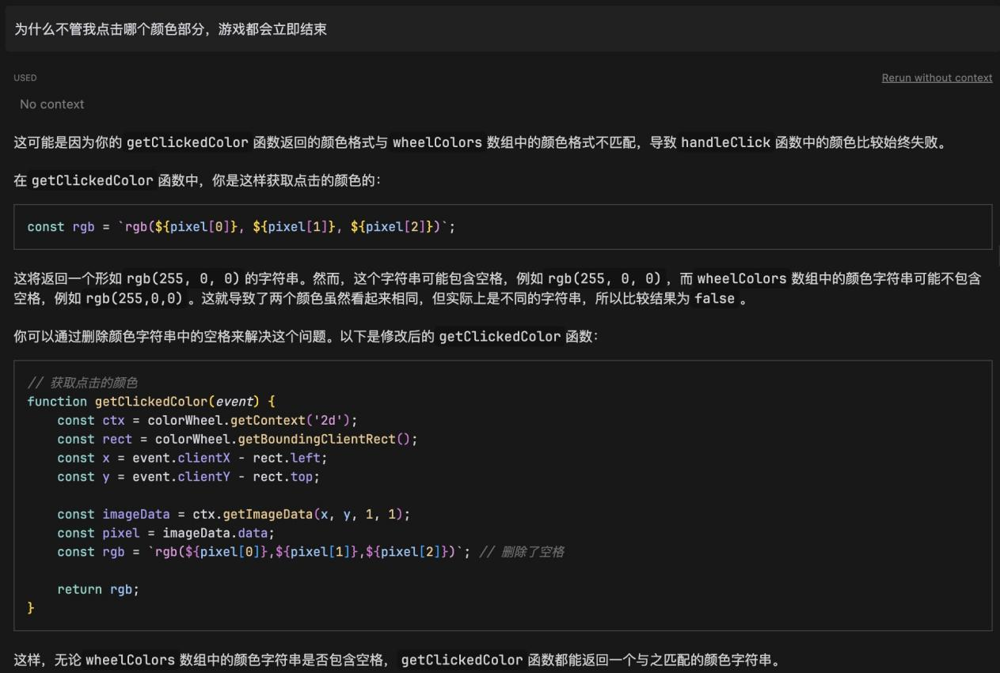 为什么不管我点击哪个颜色部分，游戏都会立即结束
USED
Rerun without context
No context
这可能是因为你的 getClickedColor 函数返回的颜色格式与 wheelColors 数组中的颜色格式不匹配，导致 handleClick 函数中的颜色比较始终失败。
在 getClickedColor 函数中，你是这样获取点击的颜色的：
const rgb = `rgb(${pixel[0]}, ${pixel[1]}, ${pixel[2]})`;
这将返回一个形如 rgb(255, 0, 0) 的字符串。然而，这个字符串可能包含空格，例如 rgb(255, 0, 0) ，而 wheelColors 数组中的颜色字符串可能不包含
空格，例如 rgb(255,0,0) 。这就导致了两个颜色虽然看起来相同，但实际上是不同的字符串，所以比较结果为 false 。
你可以通过删除颜色字符串中的空格来解决这个问题。以下是修改后的 getClickedColor 函数：
// 获取点击的颜色
function getClickedColor(event) {
    const ctx = colorWheel.getContext('2d');
    const rect = colorWheel.getBoundingClientRect();
    const x = event.clientX - rect.left;
    const y = event.clientY - rect.top;
    const imageData = ctx.getImageData(x, y, 1, 1);
    const pixel = imageData.data;
    const rgb = `rgb(${pixel[0]},${pixel[1]},${pixel[2]})`; // 删除了空格
    return rgb;
}
这样，无论 wheelColors 数组中的颜色字符串是否包含空格， getClickedColor 函数都能返回一个与之匹配的颜色字符串。